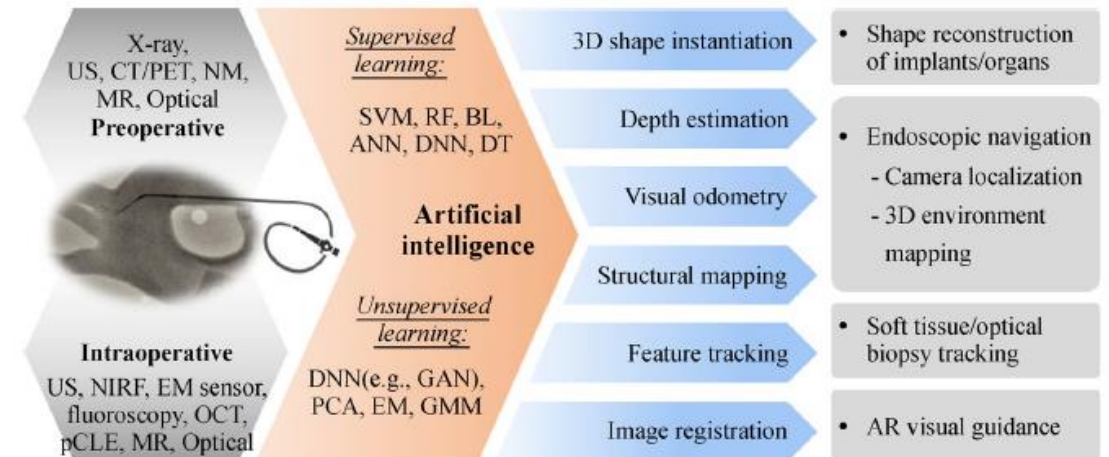 X-ray,
US, CT/PET, NM,
MR, Optical
Preoperative
Intraoperative
US, NIRF, EM sensor,
fluoroscopy, OCT,
pCLE, MR, Optical
Supervised
learning:
SVM, RF, BL,
ANN, DNN, DT
Artificial
intelligence
Unsupervised
learning:
DNN(e.g., GAN),
PCA, EM, GMM
3D shape instantiation
Depth estimation
Visual odometry
Structural mapping
Feature tracking
Image registration
• Shape reconstruction
of implants/organs
• Endoscopic navigation
- Camera localization
- 3D environment
mapping
• Soft tissue/optical
biopsy tracking
• AR visual guidance